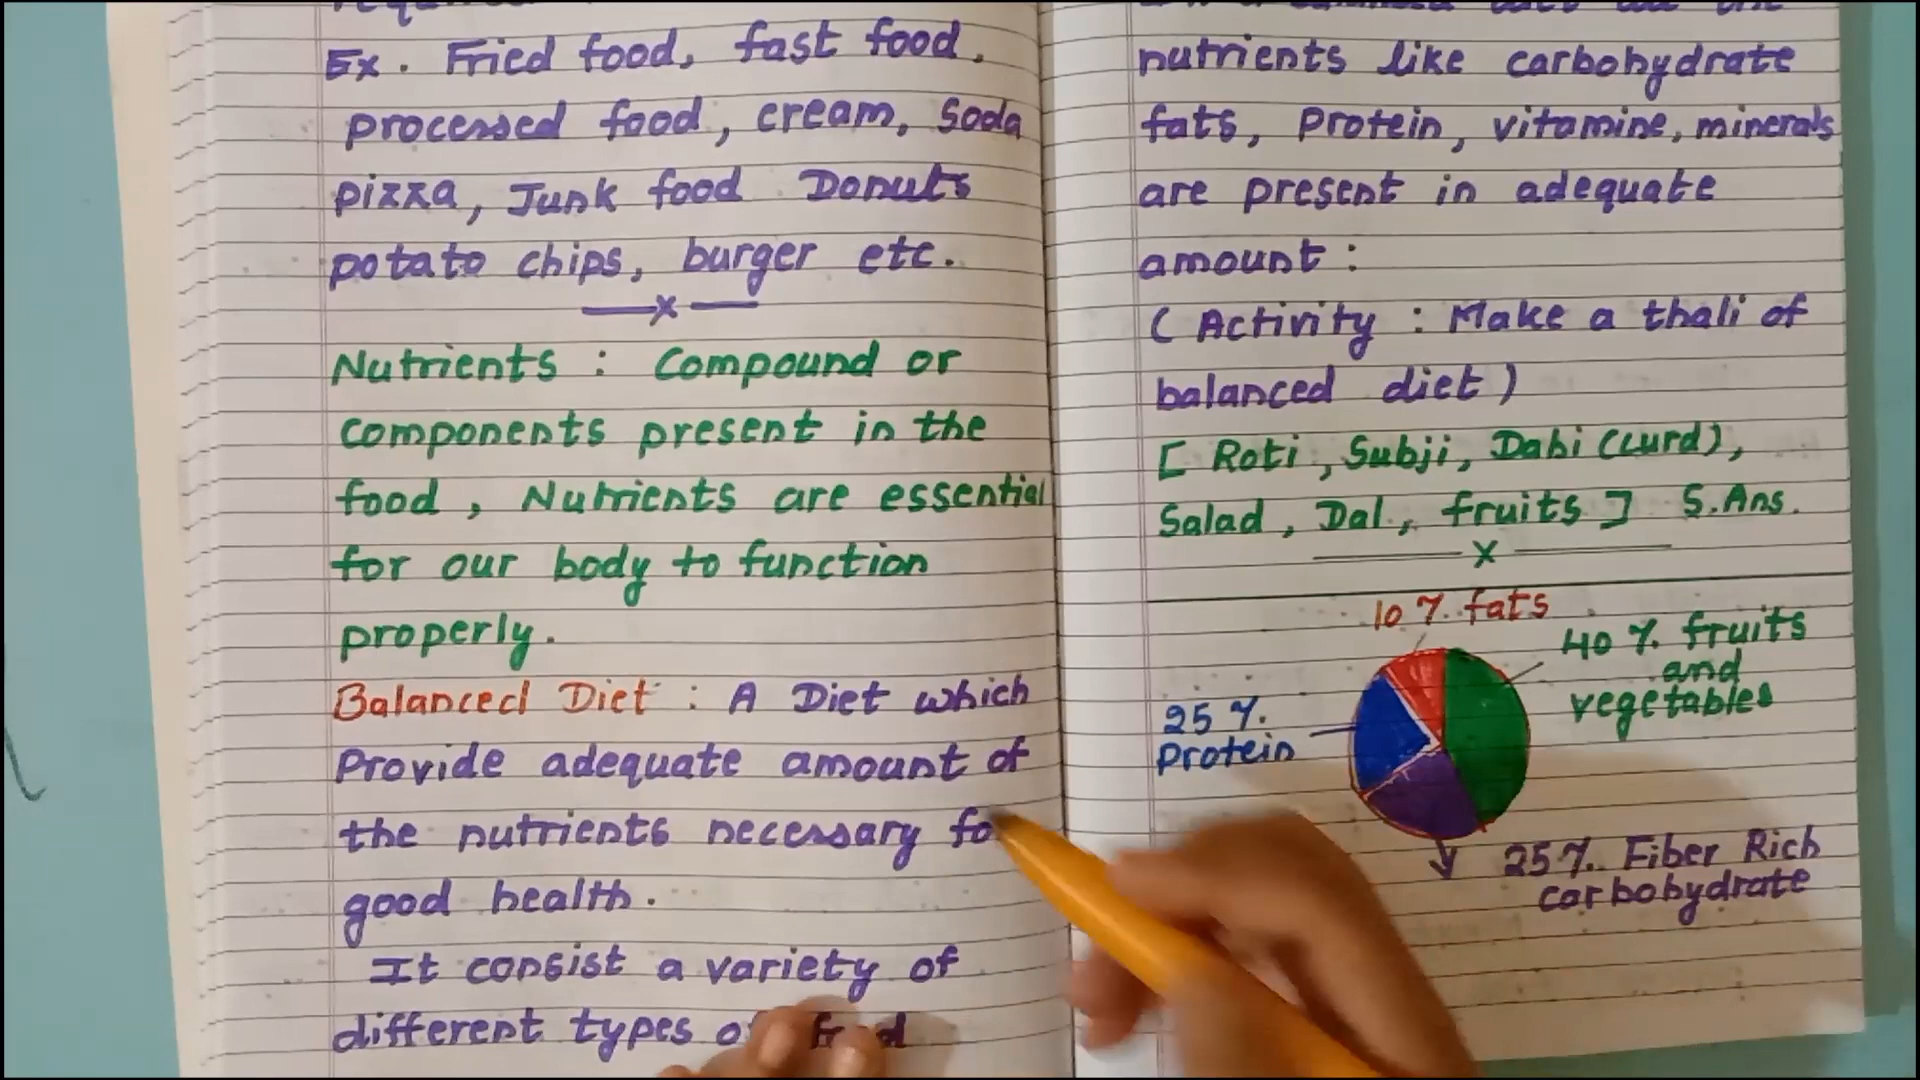 Ex. Fried food, fast food,
processed food, cream, Soda
pizza, Junk food Donuts
potato chips, burger etc.
x
Nutrients : Compound or
components present in the
food, Nutrients are essential
for our body to function
properly.
Balanced Diet : A Diet which
Provide adequate amount of
the nutrients necessary fo
good health.
It consist a variety of
different types
nutrients like carbohydrate
fats, Protein, vitamine, minerals
are present in adequate
amount :
( Activity : Make a thali of
balanced diet )
[ Roti, Subji, Dahi (curd),
Salad, Dal, fruits ] S.Ans.
x
10 % fats
40 % fruits
and
vegetables
25 %.
Protein
25 %. Fiber Rich
carbohydrate